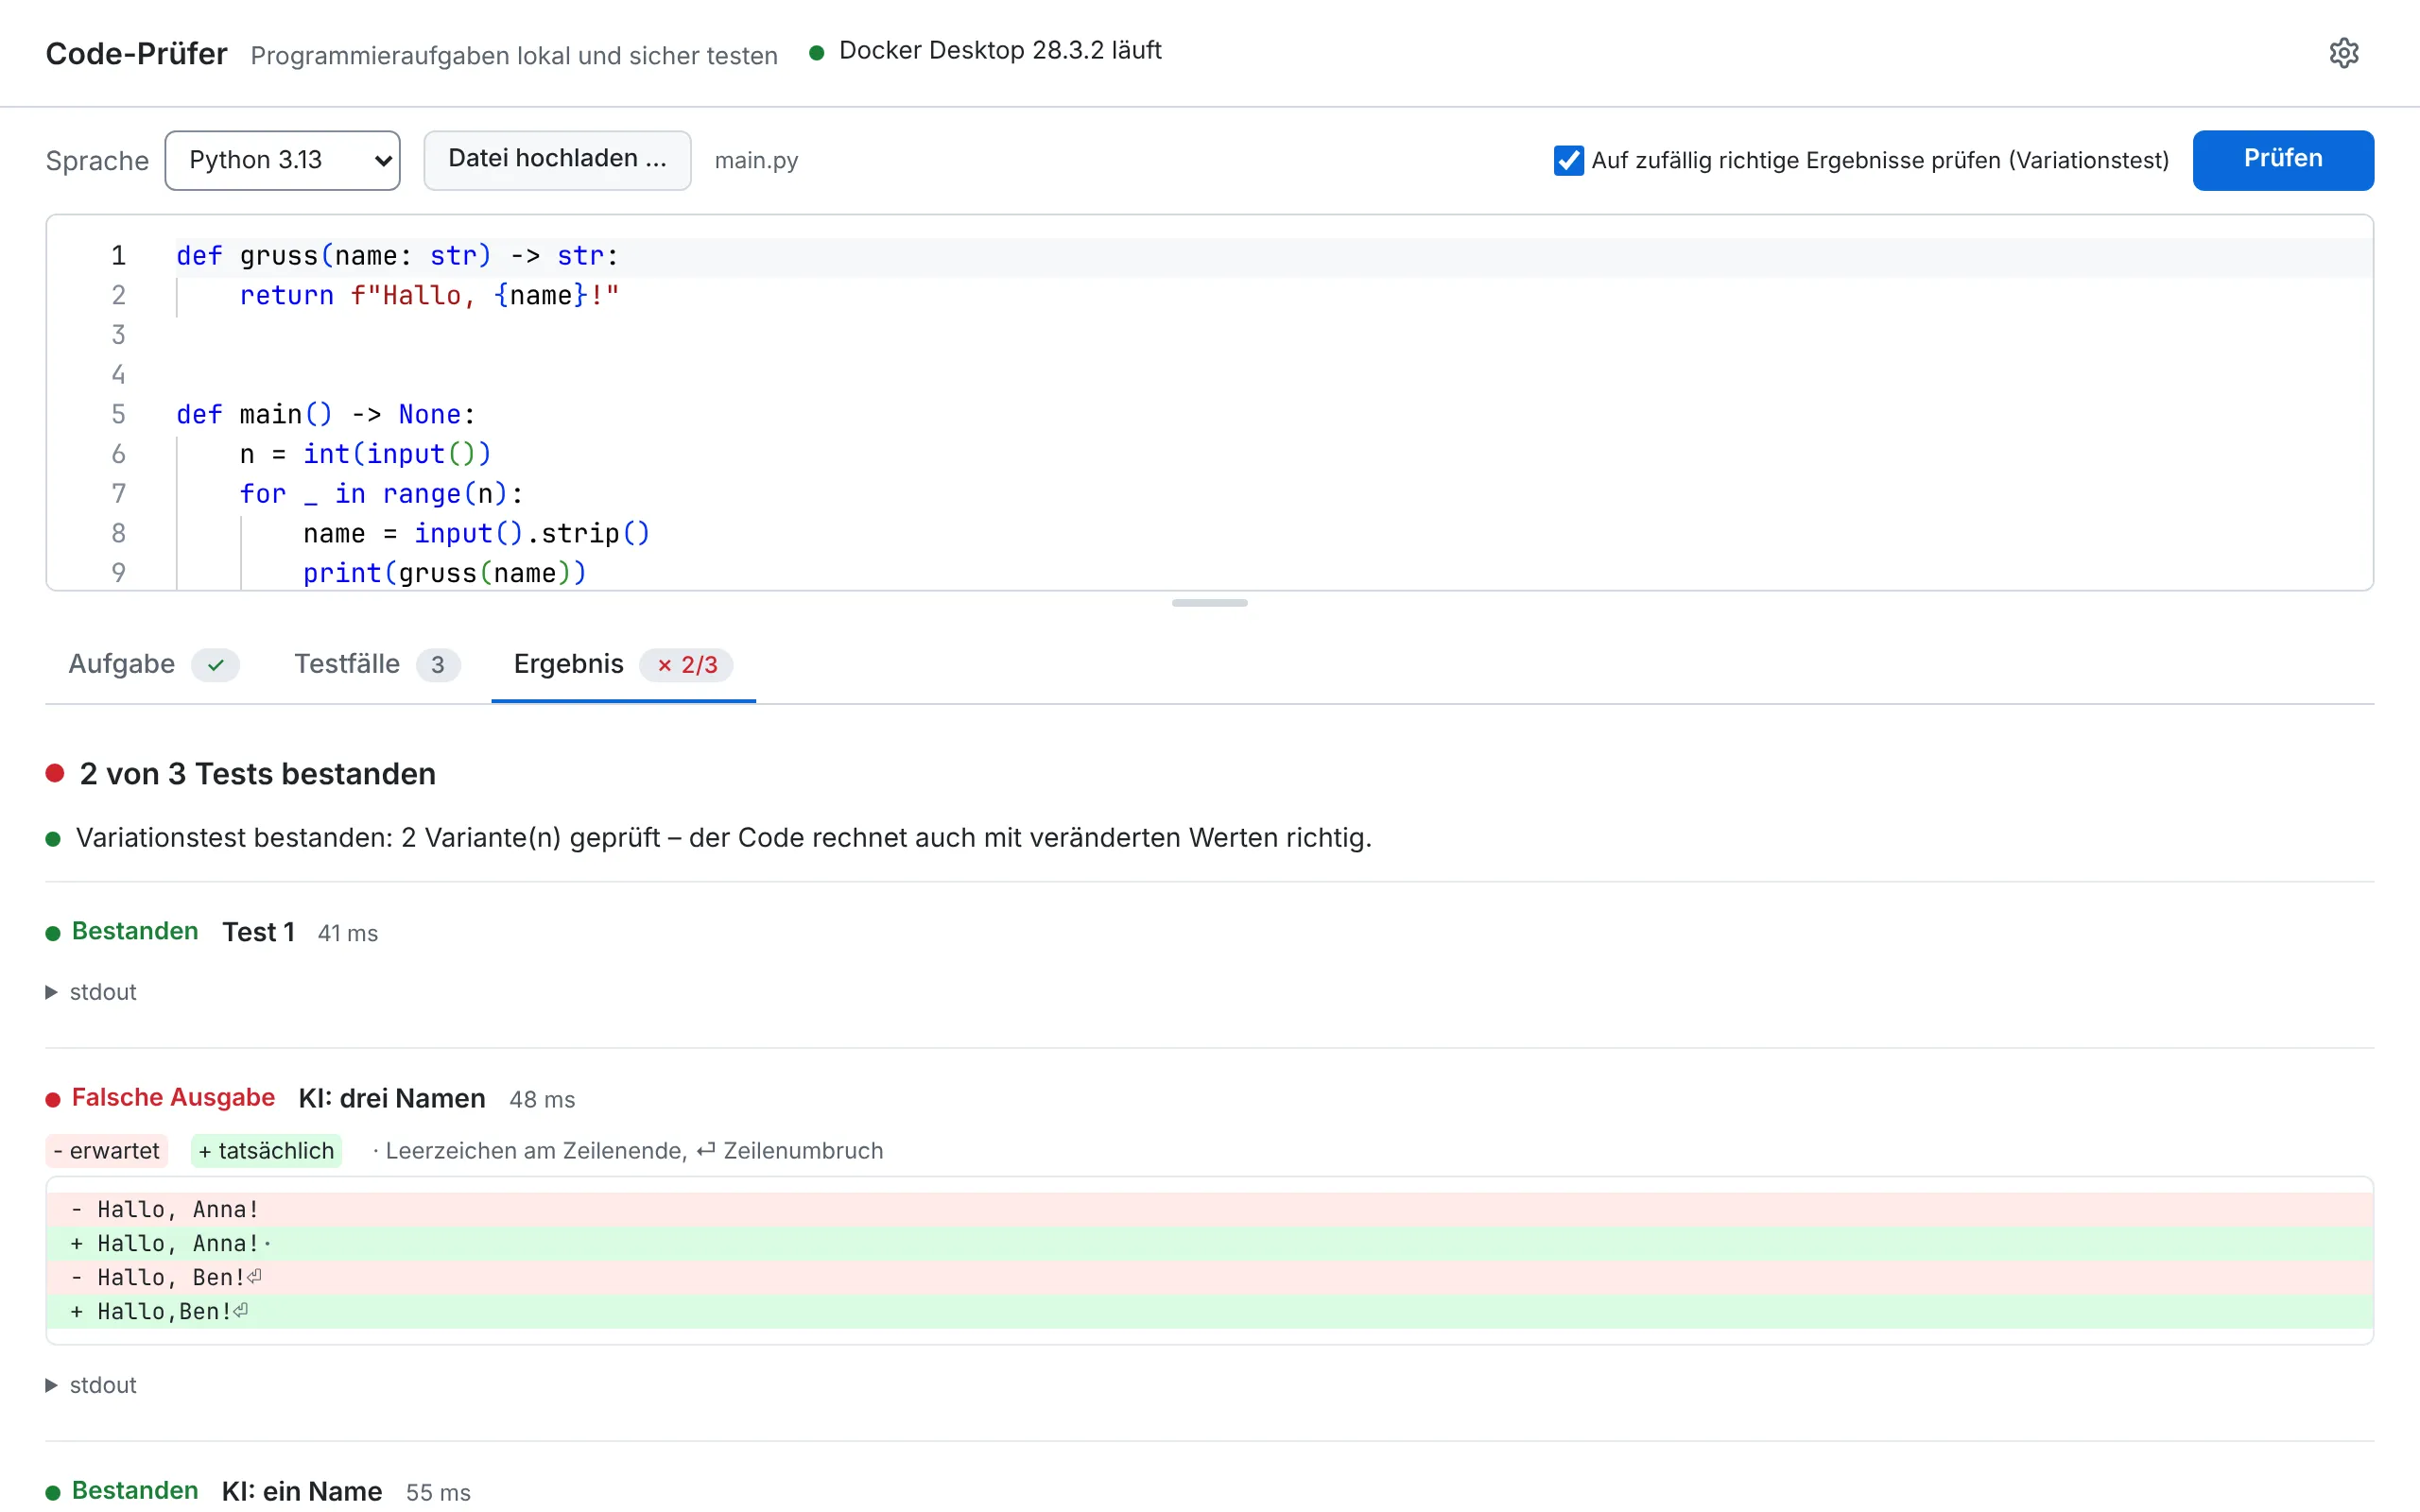 Code-Prüfer Programmieraufgaben lokal und sicher testen ● Docker Desktop 28.3.2 läuft
Sprache Python 3.13 Datei hochladen ... main.py Auf zufällig richtige Ergebnisse prüfen (Variationstest) Prüfen
1 def gruss(name: str) -> str:
2     return f"Hallo, {name}!"
3
4
5 def main() -> None:
6     n = int(input())
7     for _ in range(n):
8         name = input().strip()
9         print(gruss(name))
Aufgabe ✓ Testfälle 3 Ergebnis × 2/3
2 von 3 Tests bestanden
Variationstest bestanden: 2 Variante(n) geprüft – der Code rechnet auch mit veränderten Werten richtig.
Bestanden Test 1 41 ms
▶ stdout
Falsche Ausgabe KI: drei Namen 48 ms
- erwartet + tatsächlich · Leerzeichen am Zeilenende, ⏎ Zeilenumbruch
- Hallo, Anna!
+ Hallo, Anna!·
- Hallo, Ben!⏎
+ Hallo,Ben!⏎
▶ stdout
Bestanden KI: ein Name 55 ms